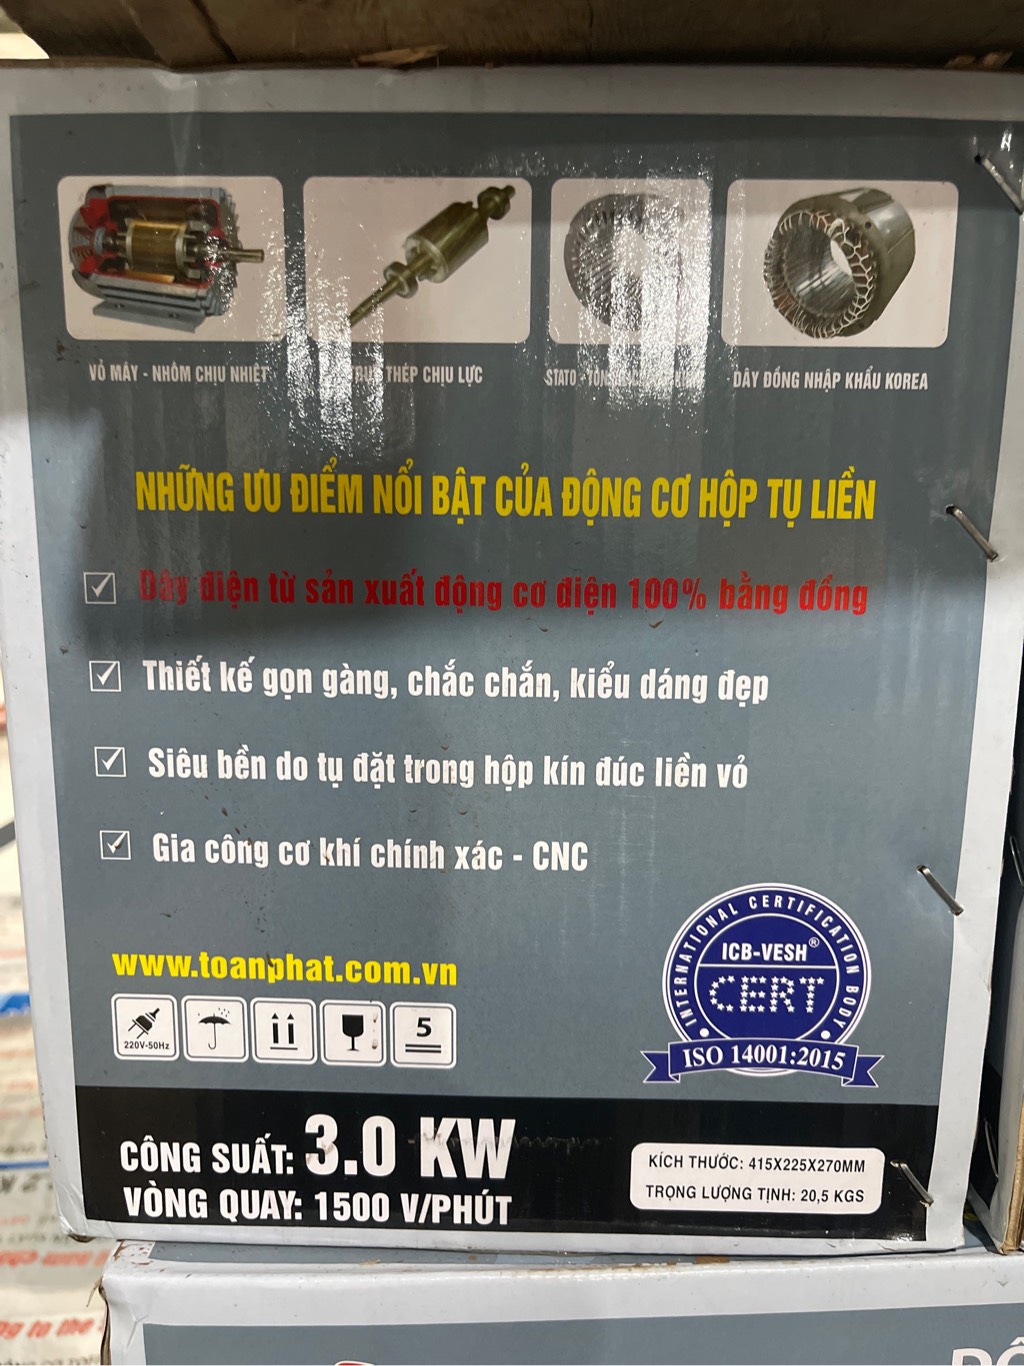 VỎ MÁY - NHÔM CHỊU NHIỆT
THÉP CHỊU LỰC
STATO - TÔN
- DÂY ĐỒNG NHẬP KHẨU KOREA
NHỮNG ƯU ĐIỂM NỔI BẬT CỦA ĐỘNG CƠ HỘP TỤ LIỀN
Dây điện từ sản xuất động cơ điện 100% bằng đồng
Thiết kế gọn gàng, chắc chắn, kiểu dáng đẹp
Siêu bền do tụ đặt trong hộp kín đúc liền vỏ
Gia công cơ khí chính xác - CNC
www.toanphat.com.vn
220V-50Hz
5
INTERNATIONAL CERTIFICATION BODY
ICB-VESH®
CERT
ISO 14001:2015
CÔNG SUẤT: 3.0 KW
VÒNG QUAY: 1500 V/PHÚT
KÍCH THƯỚC: 415X225X270MM
TRỌNG LƯỢNG TỊNH: 20,5 KGS